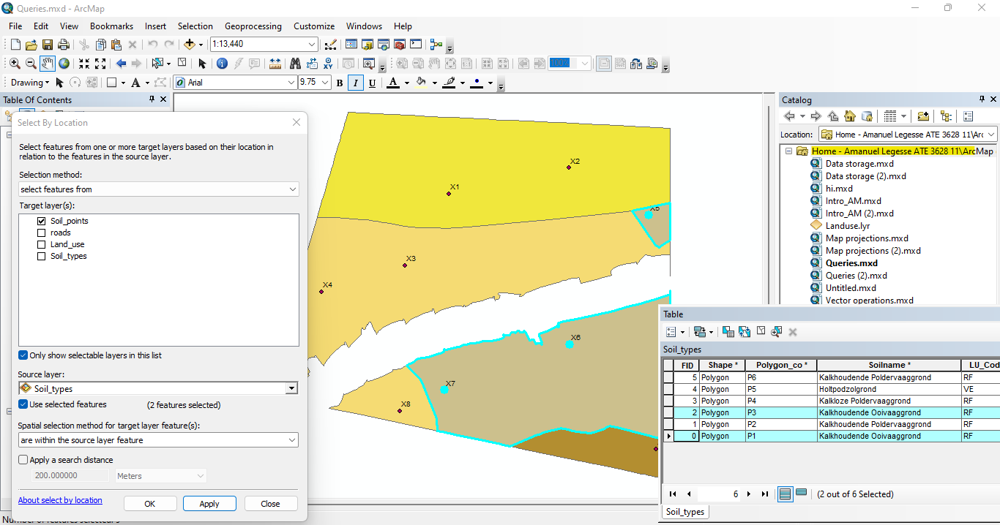 Queries.mxd - ArcMap
File Edit View Bookmarks Insert Selection Geoprocessing Customize Windows Help
1:13,440
100%
Drawing Arial 9.75 B I U A
Table Of Contents
Select By Location
Select features from one or more target layers based on their location in
relation to the features in the source layer.
Selection method:
select features from
Target layer(s):
Soil_points
roads
Land_use
Soil_types
Only show selectable layers in this list
Source layer:
Soil_types
Use selected features (2 features selected)
Spatial selection method for target layer feature(s):
are within the source layer feature
Apply a search distance
200.000000 Meters
About select by location OK Apply Close
X1
X2
X3
X4
X5
X6
X7
X8
Catalog
Location: Home - Amanuel Legesse ATE 3628 11\Arc
Home - Amanuel Legesse ATE 3628 11\ArcMap
Data storage.mxd
Data storage (2).mxd
hi.mxd
Intro_AM.mxd
Intro_AM (2).mxd
Landuse.lyr
Map projections.mxd
Map projections (2).mxd
Queries.mxd
Queries (2).mxd
Untitled.mxd
Vector operations.mxd
Table
Soil_types
FID Shape * Polygon_co * Soilname * LU_Cod
5 Polygon P6 Kalkhoudende Poldervaaggrond RF
4 Polygon P5 Holtpodzolgrond VE
3 Polygon P4 Kalkloze Poldervaaggrond RF
2 Polygon P3 Kalkhoudende Ooivaaggrond RF
1 Polygon P2 Kalkhoudende Poldervaaggrond RF
0 Polygon P1 Kalkhoudende Ooivaaggrond RF
6 (2 out of 6 Selected)
Soil_types